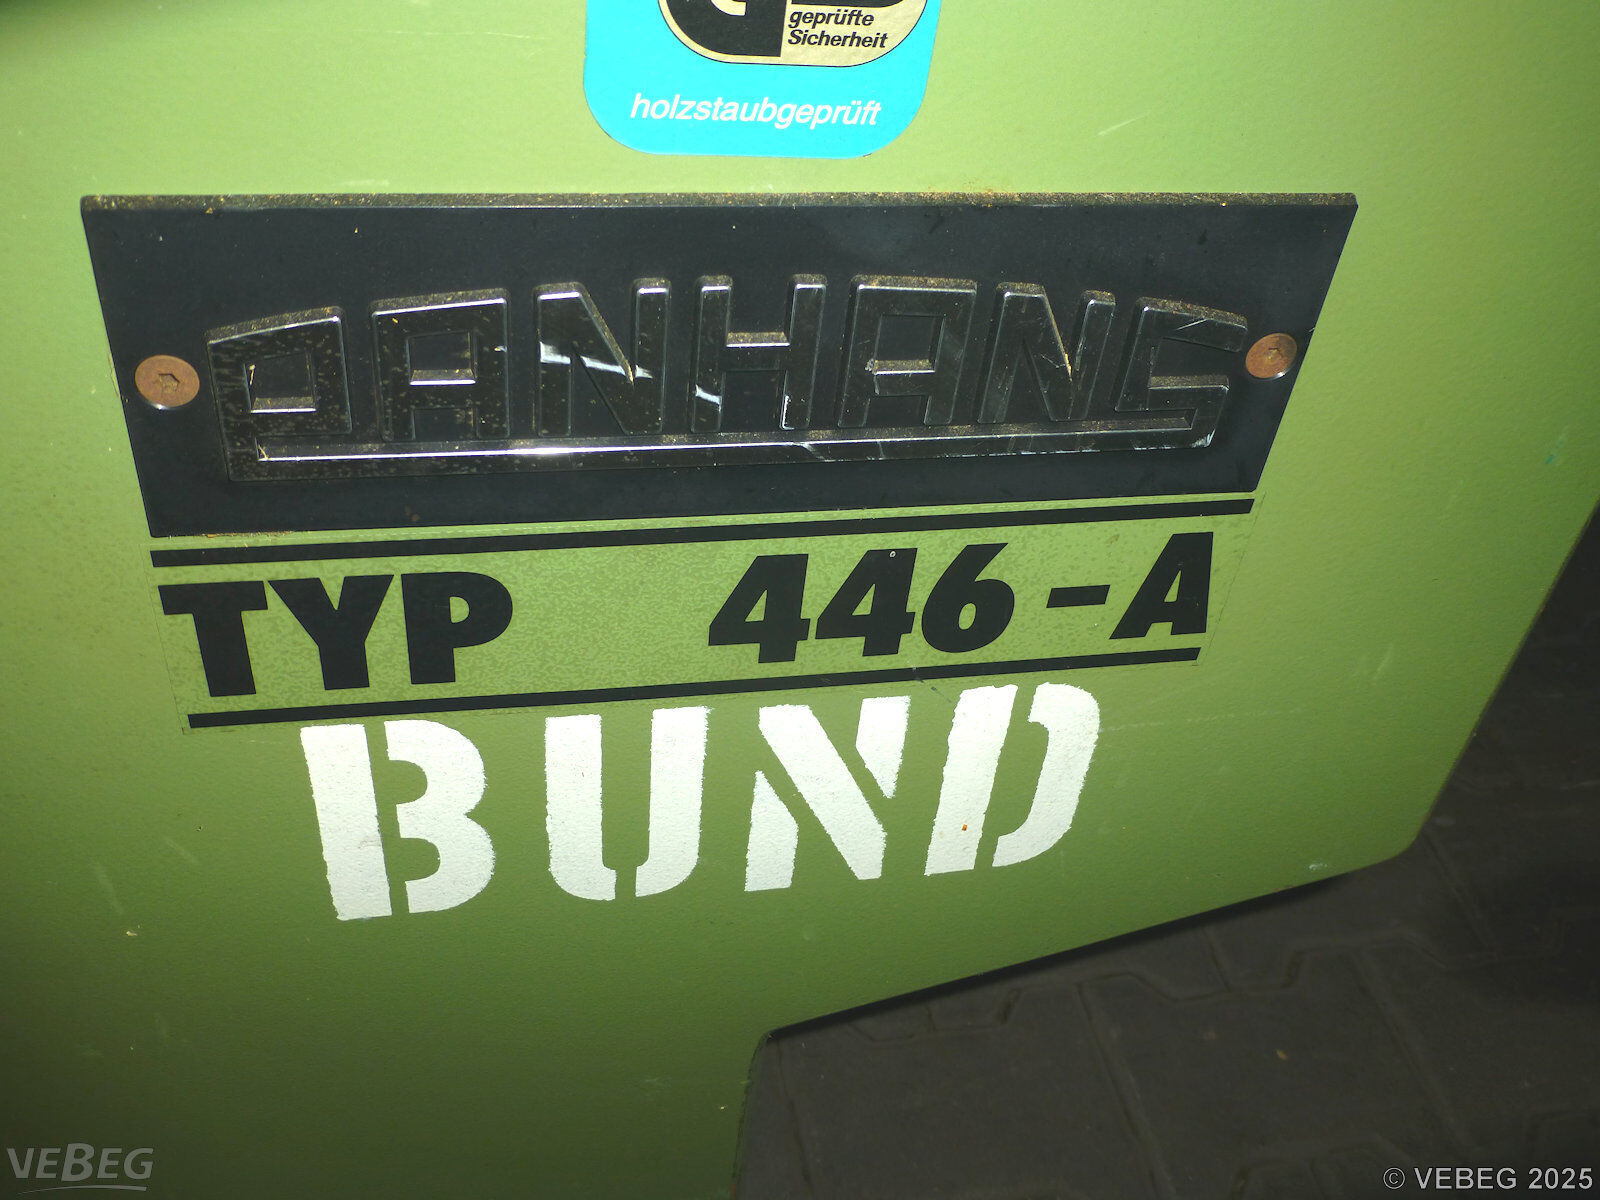 geprüfte
Sicherheit
holzstaubgeprüft
PANHANS
TYP 446-A
BUND
VEBEG
© VEBEG 2025